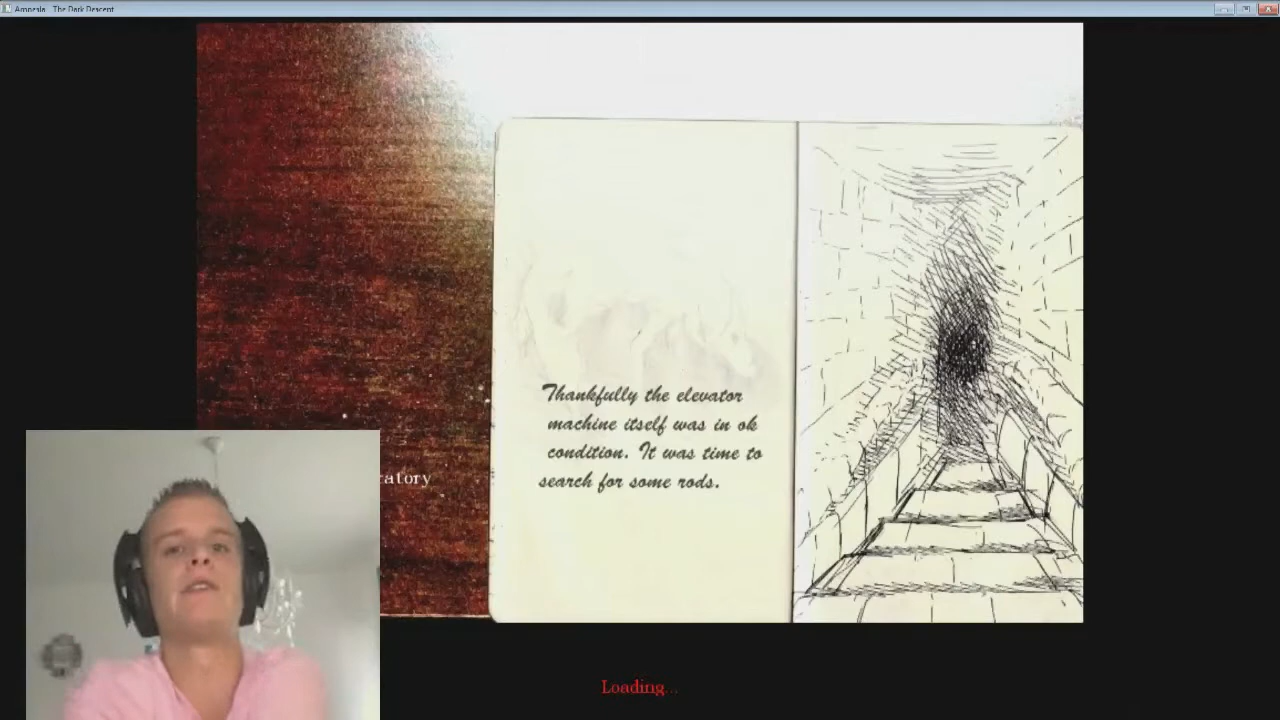 Amnesia - The Dark Descent
Thankfully the elevator
machine itself was in ok
condition. It was time to
search for some rods.
Loading...